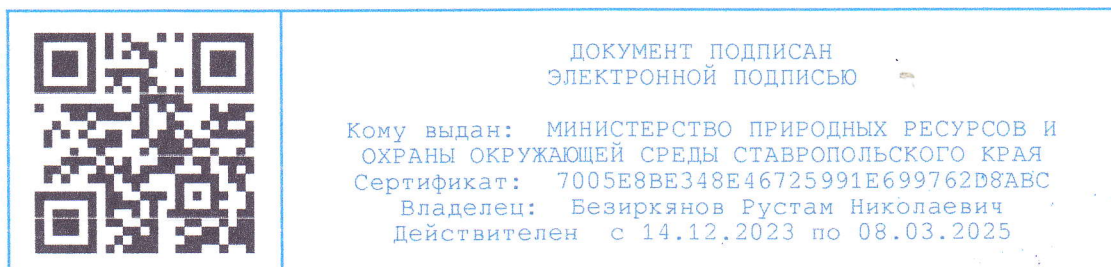 ДОКУМЕНТ ПОДПИСАН
ЭЛЕКТРОННОЙ ПОДПИСЬЮ
Кому выдан: МИНИСТЕРСТВО ПРИРОДНЫХ РЕСУРСОВ И
ОХРАНЫ ОКРУЖАЮЩЕЙ СРЕДЫ СТАВРОПОЛЬСКОГО КРАЯ
Сертификат: 7005E8BE348E46725991E699762D8ABC
Владелец: Безиркянов Рустам Николаевич
Действителен с 14.12.2023 по 08.03.2025